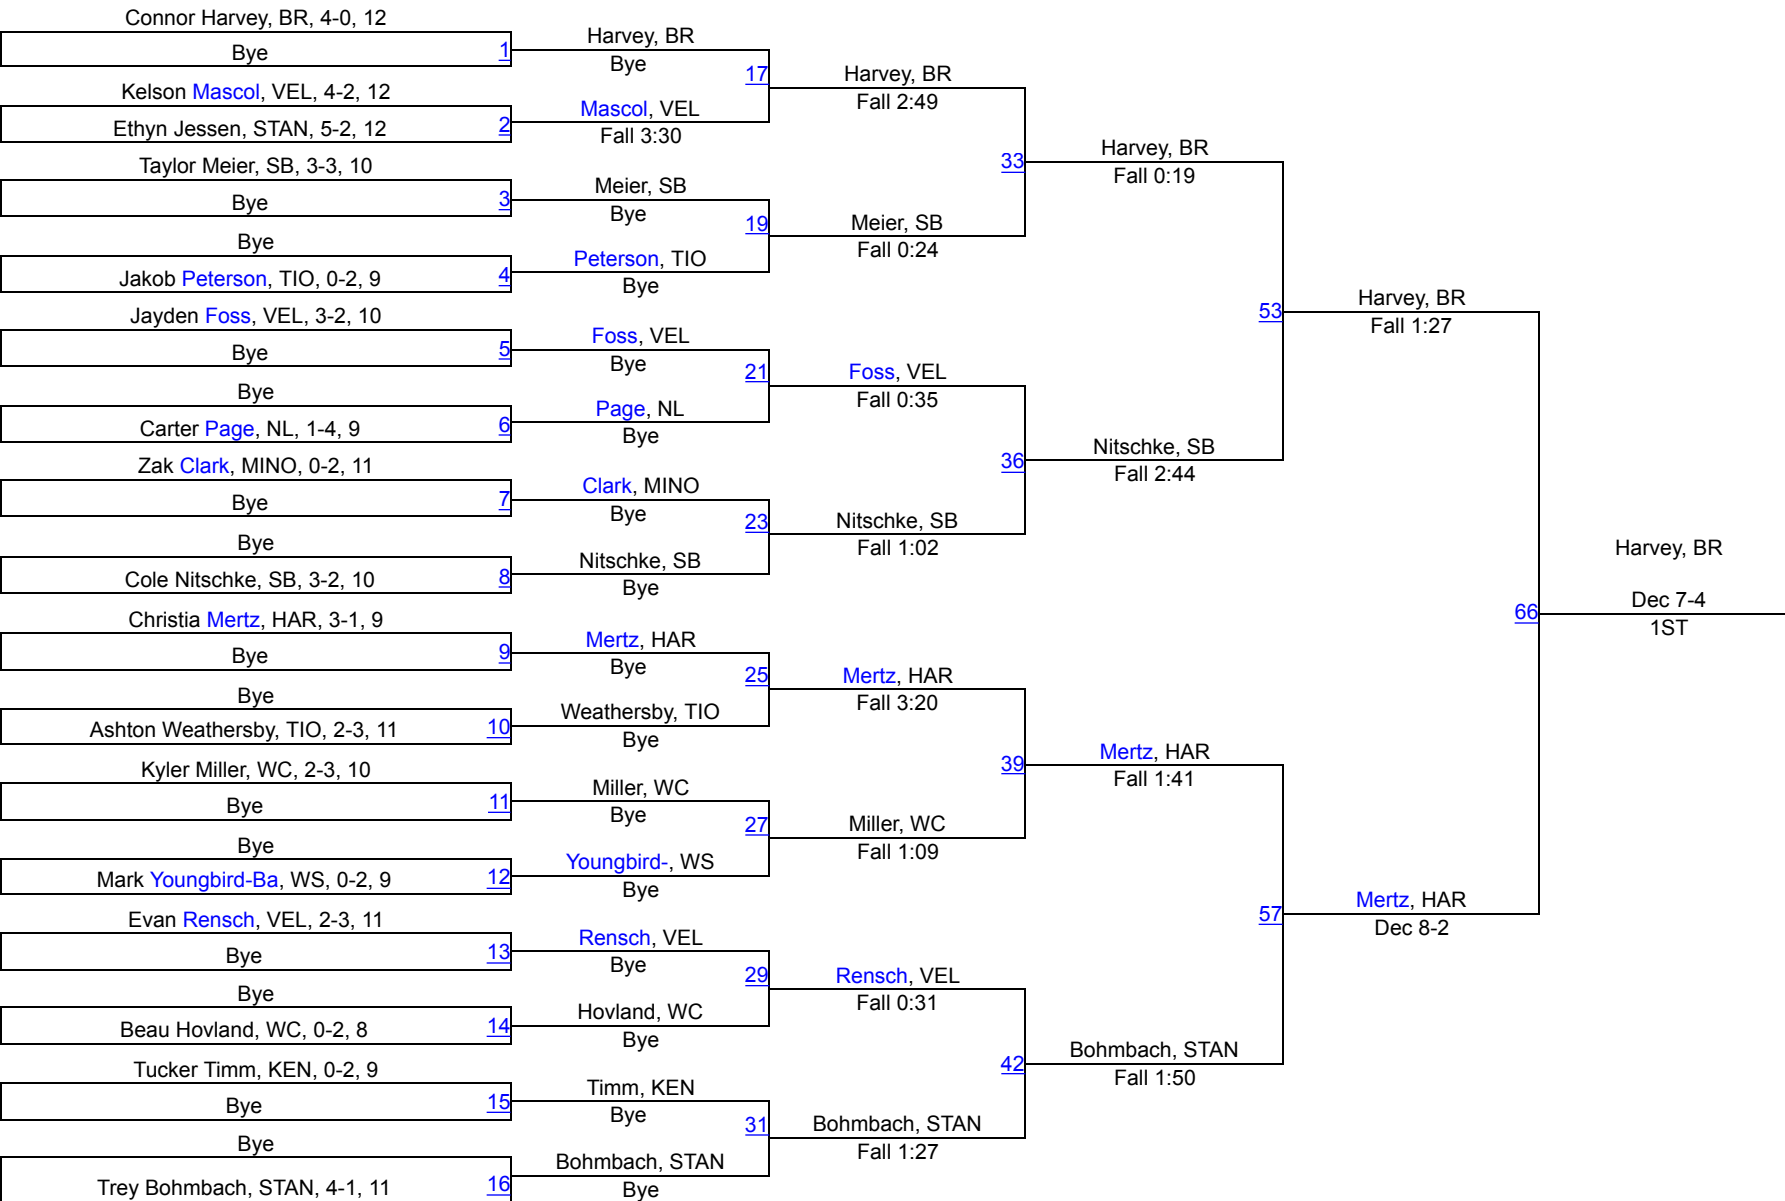 Connor Harvey, BR, 4-0, 12
Bye
1
Kelson Mascol, VEL, 4-2, 12
Ethyn Jessen, STAN, 5-2, 12
2
Taylor Meier, SB, 3-3, 10
Bye
3
Bye
Jakob Peterson, TIO, 0-2, 9
4
Jayden Foss, VEL, 3-2, 10
Bye
5
Bye
Carter Page, NL, 1-4, 9
6
Zak Clark, MINO, 0-2, 11
Bye
7
Bye
Cole Nitschke, SB, 3-2, 10
8
Christia Mertz, HAR, 3-1, 9
Bye
9
Bye
Ashton Weathersby, TIO, 2-3, 11
10
Kyler Miller, WC, 2-3, 10
Bye
11
Bye
Mark Youngbird-Ba, WS, 0-2, 9
12
Evan Rensch, VEL, 2-3, 11
Bye
13
Bye
Beau Hovland, WC, 0-2, 8
14
Tucker Timm, KEN, 0-2, 9
Bye
15
Bye
Trey Bohmbach, STAN, 4-1, 11
16
Harvey, BR
Bye
17
Mascol, VEL
Fall 3:30
Meier, SB
Bye
19
Peterson, TIO
Bye
Foss, VEL
Bye
21
Page, NL
Bye
Clark, MINO
Bye
23
Nitschke, SB
Bye
Mertz, HAR
Bye
25
Weathersby, TIO
Bye
Miller, WC
Bye
27
Youngbird-, WS
Bye
Rensch, VEL
Bye
29
Hovland, WC
Bye
Timm, KEN
Bye
31
Bohmbach, STAN
Bye
Harvey, BR
Fall 2:49
33
Meier, SB
Fall 0:24
Foss, VEL
Fall 0:35
36
Nitschke, SB
Fall 1:02
Mertz, HAR
Fall 3:20
39
Miller, WC
Fall 1:09
Rensch, VEL
Fall 0:31
42
Bohmbach, STAN
Fall 1:27
Harvey, BR
Fall 0:19
53
Nitschke, SB
Fall 2:44
Mertz, HAR
Fall 1:41
57
Bohmbach, STAN
Fall 1:50
Harvey, BR
Fall 1:27
66
Mertz, HAR
Dec 8-2
Harvey, BR
Dec 7-4
1ST